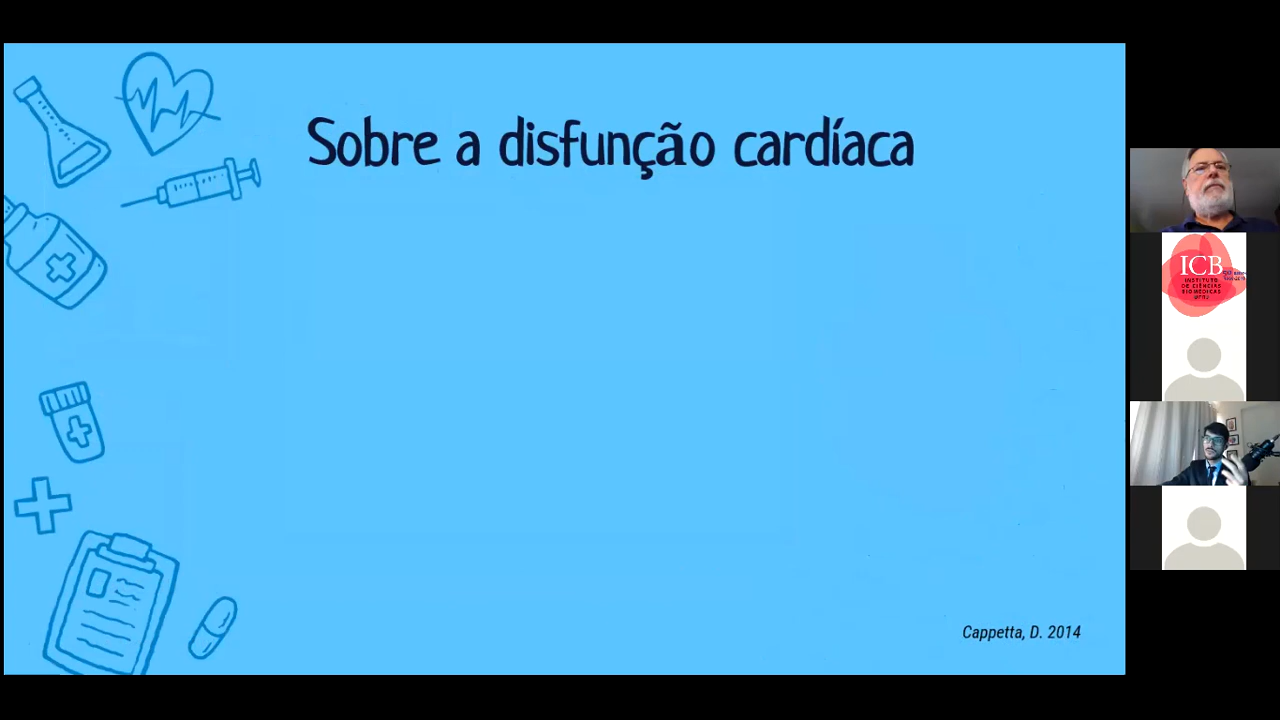 Sobre a disfunção cardíaca
Cappetta, D. 2014
ICB
INSTITUTO
DE CIÊNCIAS
BIOMÉDICAS
UFRJ